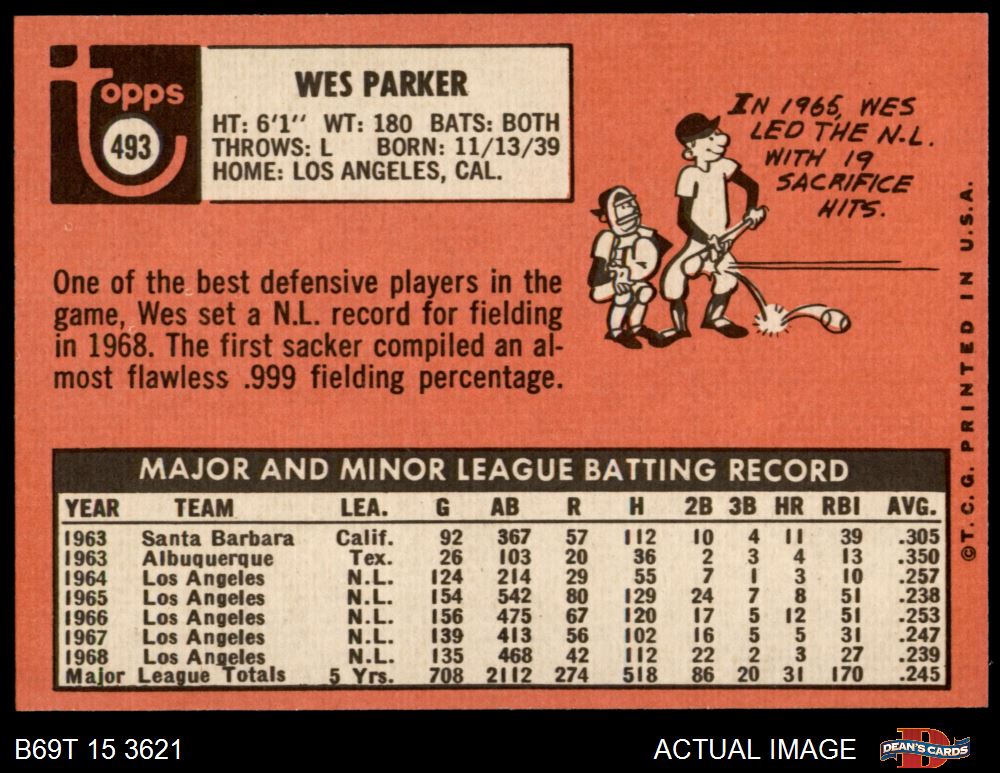 Topps
493
WES PARKER
HT: 6'1" WT: 180 BATS: BOTH
THROWS: L BORN: 11/13/39
HOME: LOS ANGELES, CAL.
IN 1965, WES
LED THE N.L.
WITH 19
SACRIFICE
HITS.
One of the best defensive players in the
game, Wes set a N.L. record for fielding
in 1968. The first sacker compiled an al-
most flawless .999 fielding percentage.
MAJOR AND MINOR LEAGUE BATTING RECORD
YEAR TEAM LEA. G AB R H 2B 3B HR RBI AVG.
1963 Santa Barbara Calif. 92 367 57 112 10 4 11 39 .305
1963 Albuquerque Tex. 26 103 20 36 2 3 4 13 .350
1964 Los Angeles N.L. 124 214 29 55 7 1 3 10 .257
1965 Los Angeles N.L. 154 542 80 129 24 7 8 51 .238
1966 Los Angeles N.L. 156 475 67 120 17 5 12 51 .253
1967 Los Angeles N.L. 139 413 56 102 16 5 5 31 .247
1968 Los Angeles N.L. 135 468 42 112 22 2 3 27 .239
Major League Totals 5 Yrs. 708 2112 274 518 86 20 31 170 .245
©T. C. G. PRINTED IN U.S.A.
B69T 15 3621
ACTUAL IMAGE
DEAN'S CARDS